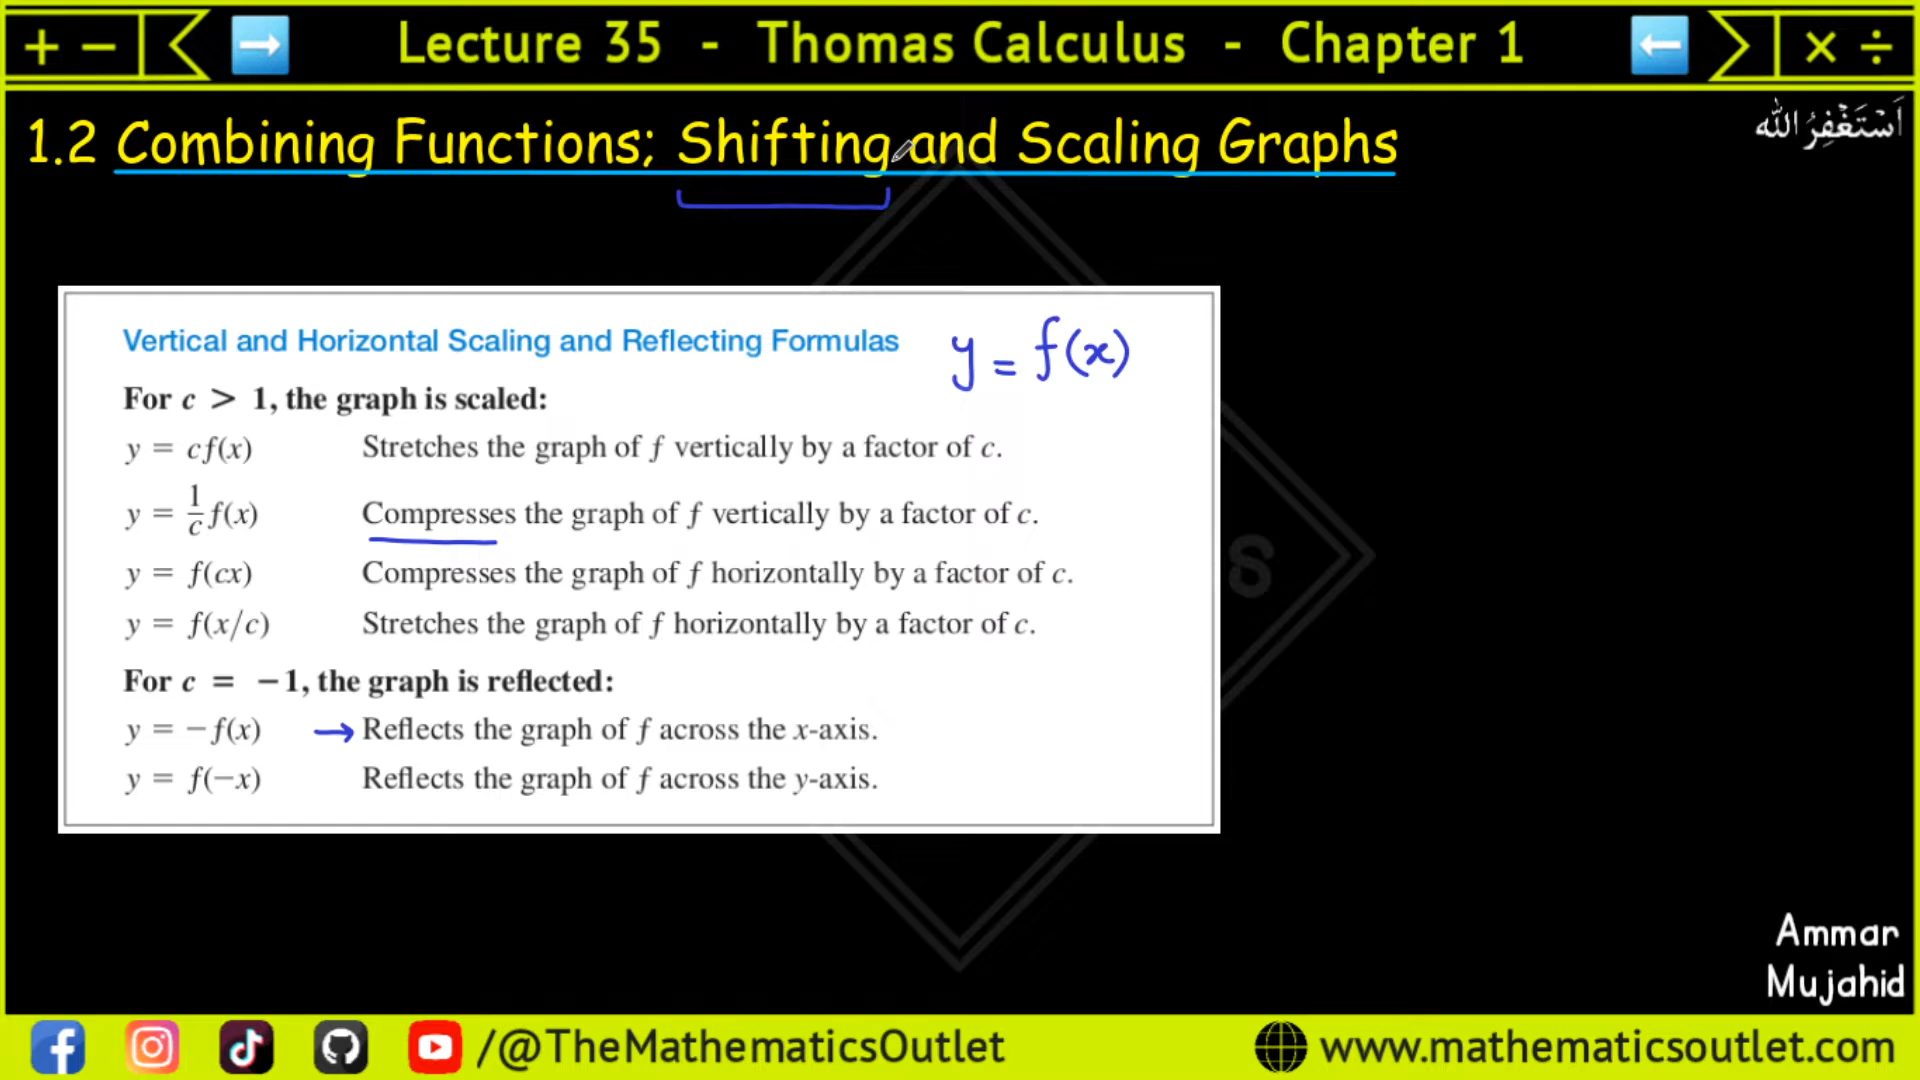 + − Lecture 35 - Thomas Calculus - Chapter 1 × ÷
1.2 Combining Functions; Shifting and Scaling Graphs
اَسْتَغْفِرُ اللّٰه
Vertical and Horizontal Scaling and Reflecting Formulas
y = f(x)
For c > 1, the graph is scaled:
y = cf(x) Stretches the graph of f vertically by a factor of c.
y = 1/c f(x) Compresses the graph of f vertically by a factor of c.
y = f(cx) Compresses the graph of f horizontally by a factor of c.
y = f(x/c) Stretches the graph of f horizontally by a factor of c.
For c = −1, the graph is reflected:
y = −f(x) → Reflects the graph of f across the x-axis.
y = f(−x) Reflects the graph of f across the y-axis.
S
Ammar
Mujahid
/@TheMathematicsOutlet www.mathematicsoutlet.com